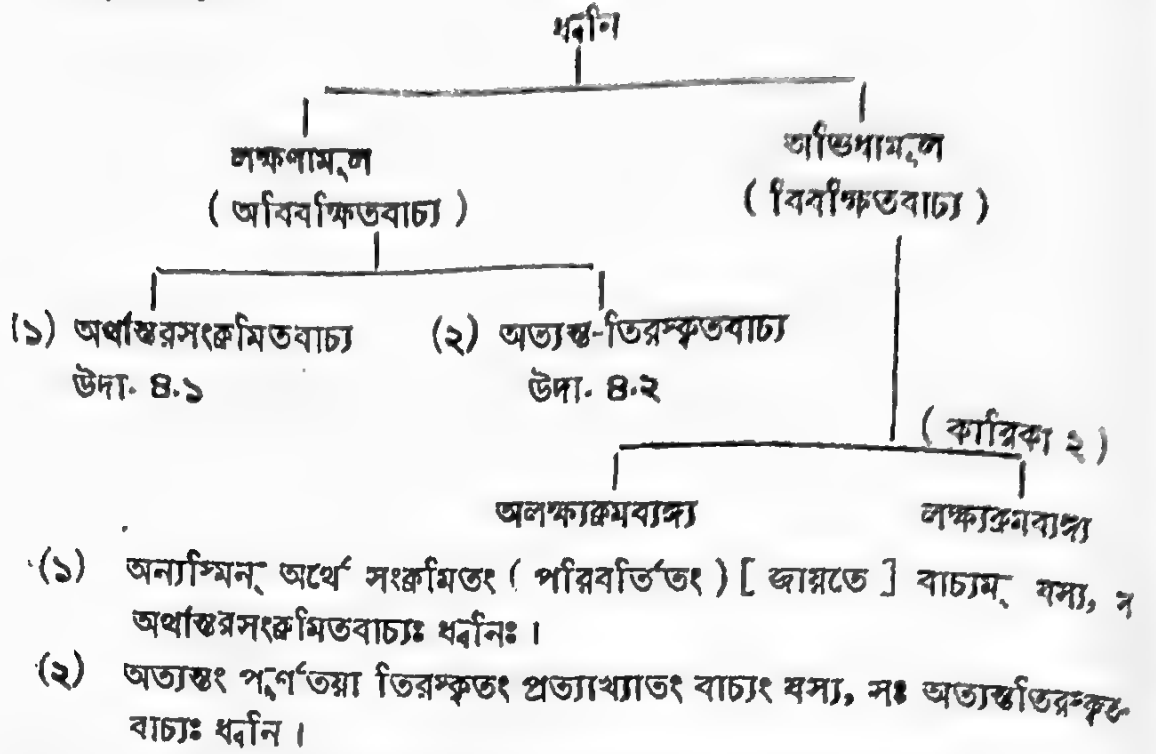 ধ্বনি
লক্ষণামূল
অভিধামূল
( অবিবক্ষিতবাচ্য )
( বিবক্ষিতবাচ্য )
(১) অর্থান্তরসংক্রমিতবাচ্য
(২) অত্যন্ত-তিরস্কৃতবাচ্য
উদা. ৪.১
উদা. ৪.২
( কারিকা ২ )
অলক্ষ্যক্রমব্যঙ্গ্য
লক্ষ্যক্রমব্যঙ্গ্য
(১) অন্যস্মিন্ অর্থে সংক্রমিতং ( পরিবর্তিতং ) [ জায়তে ] বাচ্যম্ যস্য, স
অর্থান্তরসংক্রমিতবাচ্যঃ ধ্বনিঃ ।
(২) অত্যন্তং পূর্ণতয়া তিরস্কৃতং প্রত্যাখ্যাতং বাচ্যং যস্য, সঃ অত্যন্ততিরস্কৃত-
বাচ্যঃ ধ্বনি ।